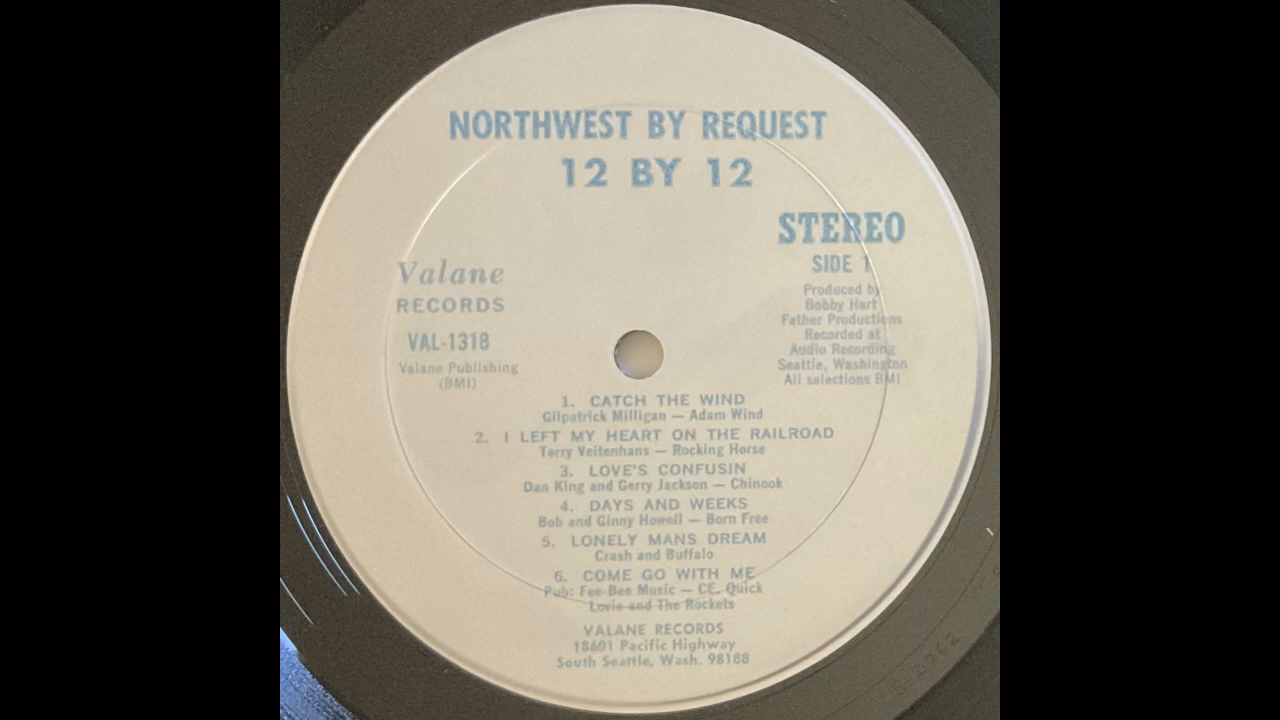 NORTHWEST BY REQUEST
12 BY 12
STEREO
SIDE 1
Produced by
Bobby Hart
Father Productions
Recorded at
Audio Recording
Seattle, Washington
All selections BMI
Valane
RECORDS
VAL-1318
Valane Publishing
(BMI)
1. CATCH THE WIND
Gilpatrick Milligan — Adam Wind
2. I LEFT MY HEART ON THE RAILROAD
Terry Veitenhans — Rocking Horse
3. LOVE'S CONFUSIN
Dan King and Gerry Jackson — Chinook
4. DAYS AND WEEKS
Bob and Ginny Howell — Born Free
5. LONELY MANS DREAM
Crash and Buffalo
6. COME GO WITH ME
Pub: Fee-Bee Music — CE. Quick
Louie and The Rockets
VALANE RECORDS
18601 Pacific Highway
South Seattle, Wash. 98188